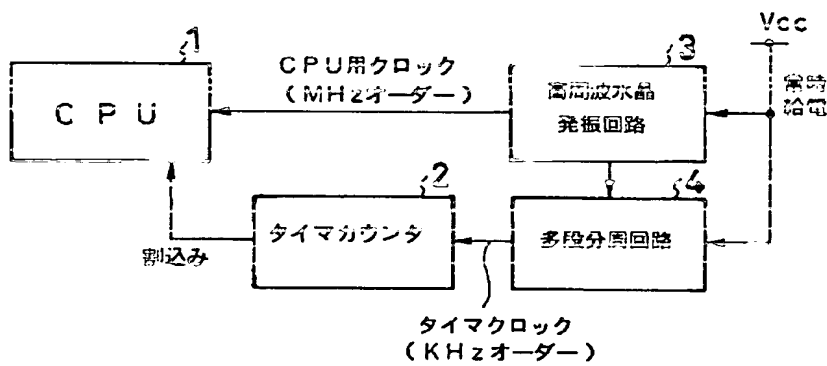 1
CPU
CPU用クロック
(MHzオーダー)
3
高周波水晶
発振回路
Vcc
常時
給電
2
タイマカウンタ
4
多段分周回路
割込み
タイマクロック
(KHzオーダー)